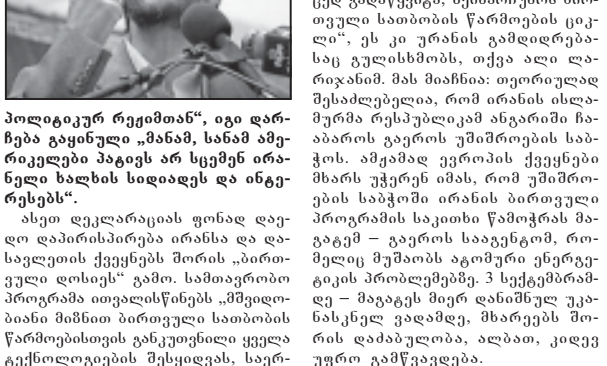 პოლიტიკურ რეჟიმთან“, იგი დარ-
ჩება გაყინული „მანამ, სანამ ამე-
რიკელები პატივს არ სცემენ ირა-
ნელი ხალხის სიდიადეს და ინტე-
რესებს“.
ასეთ დეკლარაციას ფონად დაე-
დო დაპირისპირება ირანსა და და-
სავლეთის ქვეყნებს შორის „ბირთ-
ვული დოსიეს“ გამო. სამთავრობო
პროგრამა ითვალისწინებს „მშვიდო-
ბიანი მიზნით ბირთვული სათბობის
წარმოებისთვის განკუთვნილი ყველა
ტექნოლოგიების შესყიდვას, საერ-
თვული სათბობის წარმოების ციკ-
ლი“, ეს კი ურანის გამდიდრება-
საც გულისხმობს, თქვა ალი ლა-
რიჯანიმ. მას მიაჩნია: თეორიულად
შესაძლებელია, რომ ირანის ისლა-
მურმა რესპუბლიკამ ანგარიში ჩა-
აბაროს გაეროს უშიშროების საბ-
ჭოს. ამჟამად ევროპის ქვეყნები
მხარს უჭერენ იმას, რომ უშიშრო-
ების საბჭოში ირანის ბირთვული
პროგრამის საკითხი წამოჭრას მა-
გატემ – გაეროს სააგენტომ, რო-
მელიც მუშაობს ატომური ენერგე-
ტიკის პრობლემებზე. 3 სექტემბრამ-
დე – მაგატეს მიერ დანიშნულ უკა-
ნასკნელ ვადამდე, მხარეებს შო-
რის დაძაბულობა, ალბათ, კიდევ
უფრო გამწვავდება.